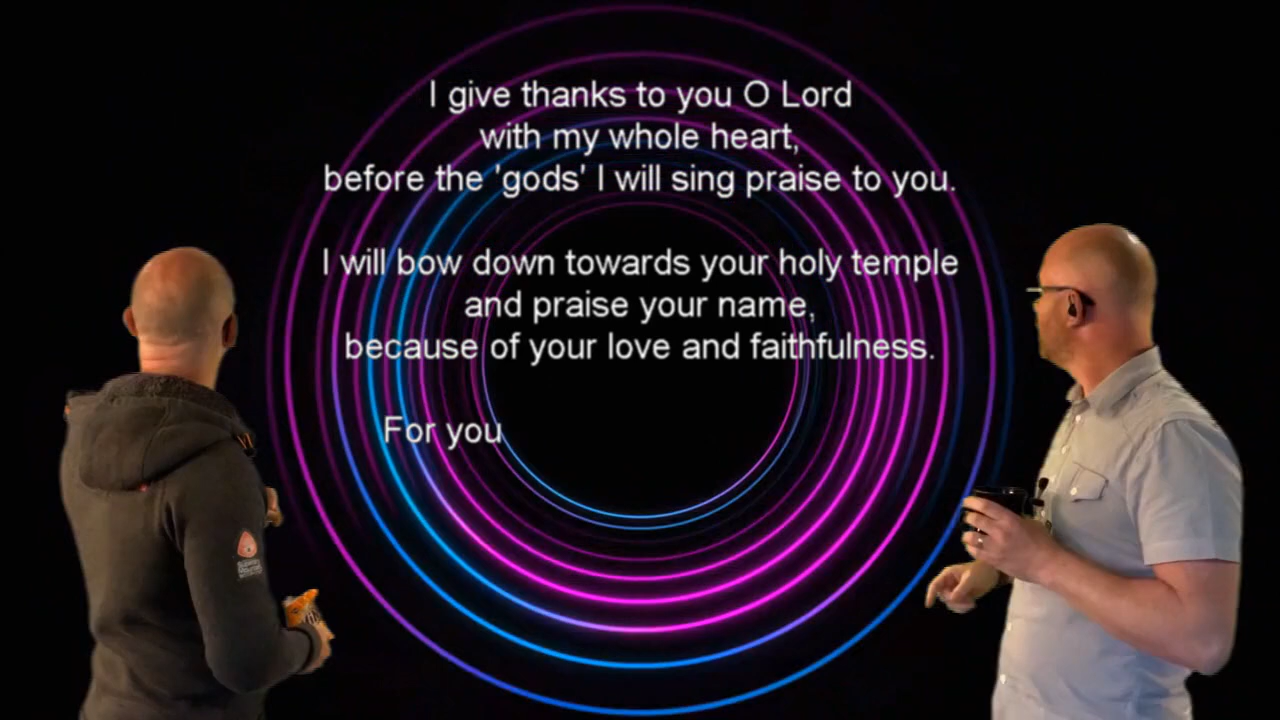 I give thanks to you O Lord
with my whole heart,
before the 'gods' I will sing praise to you.
I will bow down towards your holy temple
and praise your name,
because of your love and faithfulness.
For you